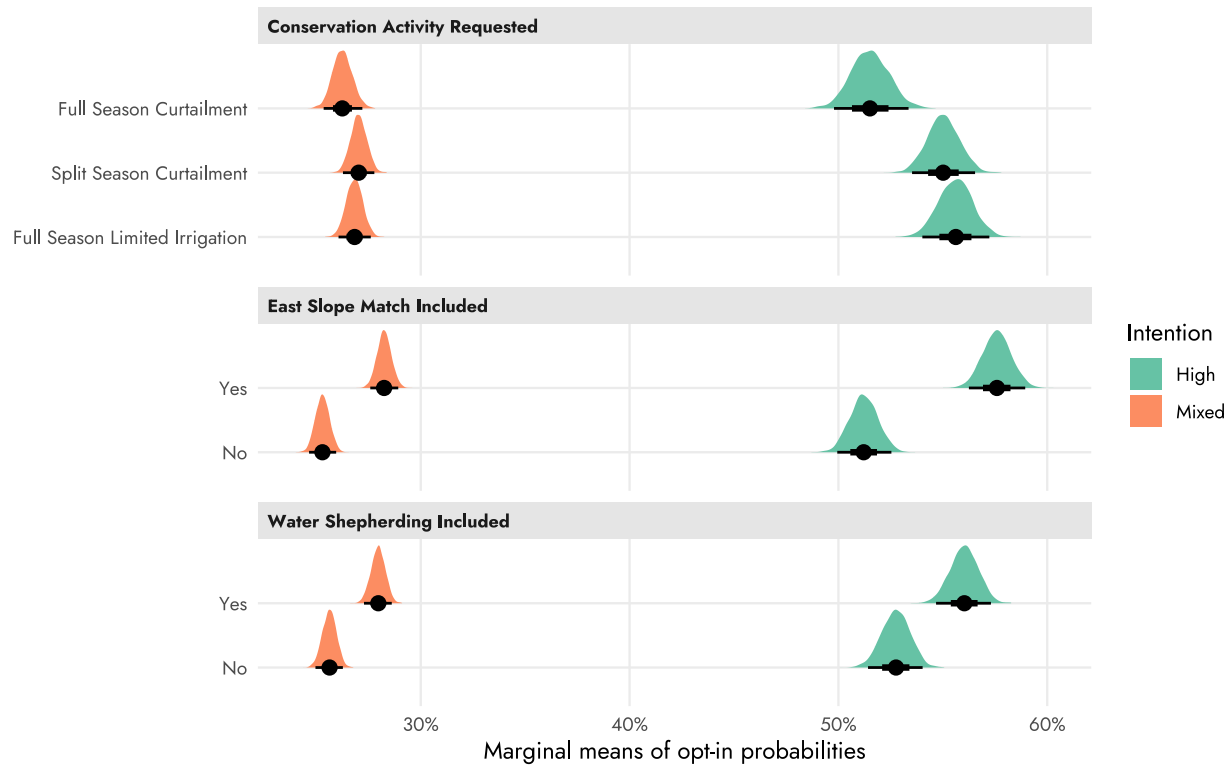 Conservation Activity Requested
Full Season Curtailment
Split Season Curtailment
Full Season Limited Irrigation
East Slope Match Included
Yes
No
Water Shepherding Included
Yes
No
30%
40%
50%
60%
Marginal means of opt-in probabilities
Intention
High
Mixed